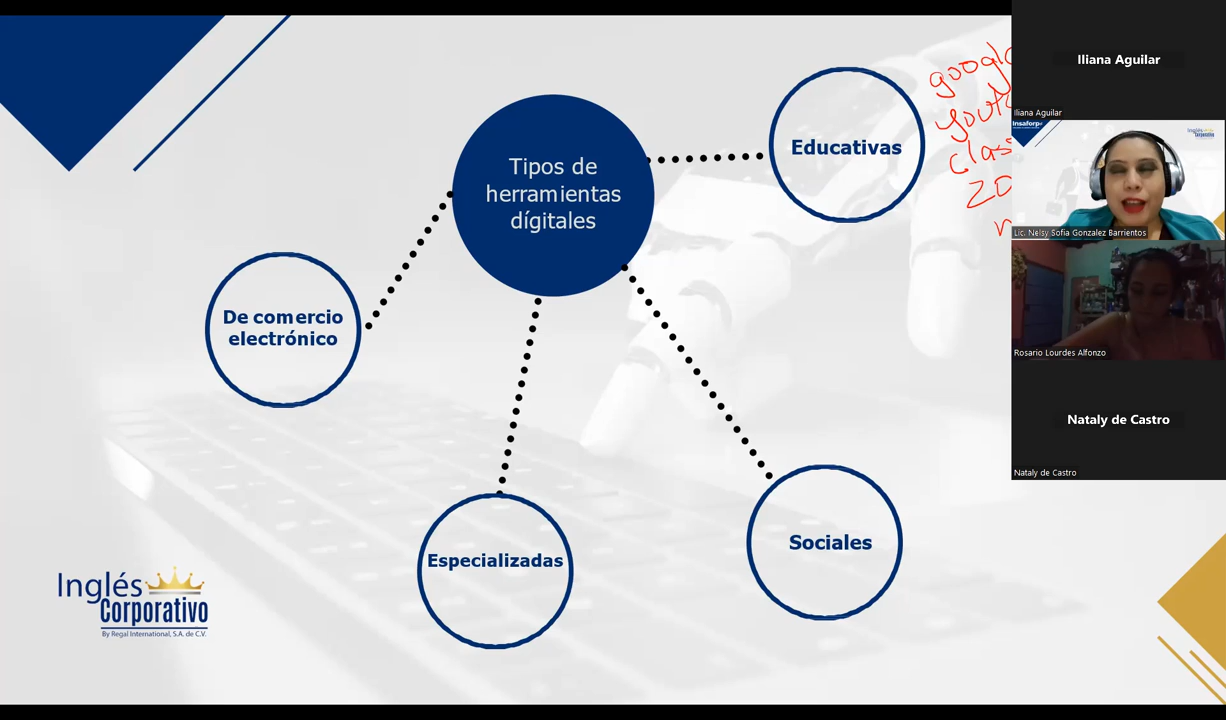 Tipos de
herramientas
dígitales
Educativas
De comercio
electrónico
Especializadas
Sociales
Inglés
Corporativo
By Regal International, S.A. de C.V.
Iliana Aguilar
Iliana Aguilar
Insaforp
Lic. Nelsy Sofia Gonzalez Barrientos
Rosario Lourdes Alfonzo
Nataly de Castro
Nataly de Castro